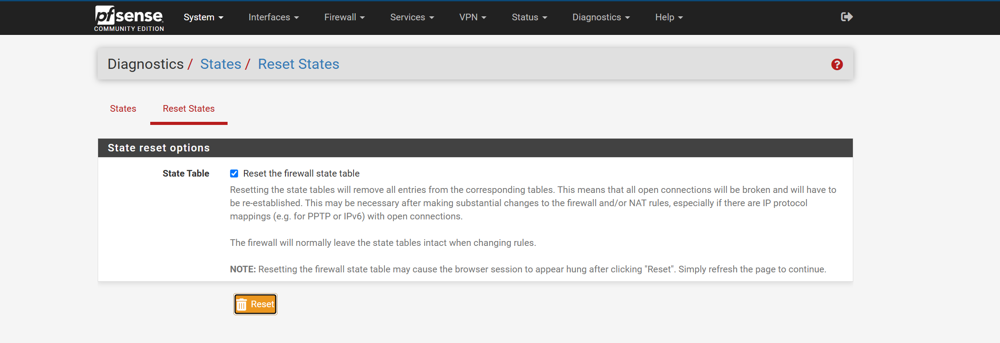 pfsense
COMMUNITY EDITION
System
Interfaces
Firewall
Services
VPN
Status
Diagnostics
Help
Diagnostics / States / Reset States
?
States
Reset States
State reset options
State Table
Reset the firewall state table
Resetting the state tables will remove all entries from the corresponding tables. This means that all open connections will be broken and will have to
be re-established. This may be necessary after making substantial changes to the firewall and/or NAT rules, especially if there are IP protocol
mappings (e.g. for PPTP or IPv6) with open connections.
The firewall will normally leave the state tables intact when changing rules.
NOTE: Resetting the firewall state table may cause the browser session to appear hung after clicking "Reset". Simply refresh the page to continue.
Reset